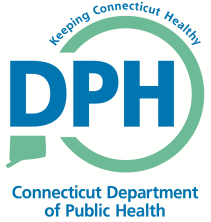 Keeping Connecticut Healthy
DPH
Connecticut Department
of Public Health